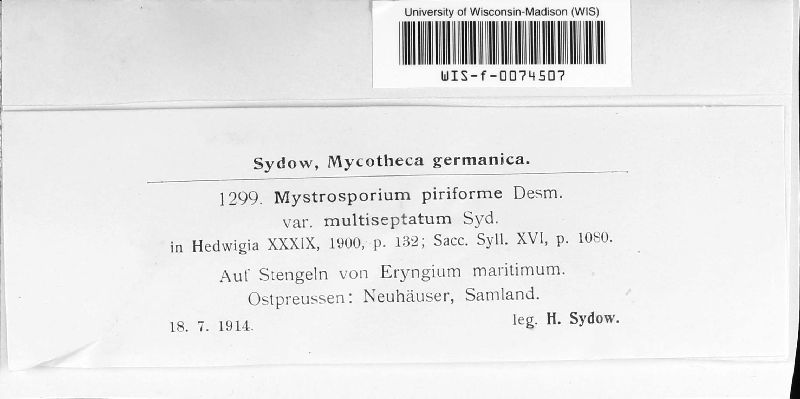 University of Wisconsin-Madison (WIS)
WIS-f-0074507
Sydow, Mycotheca germanica.
1299. Mystrosporium piriforme Desm.
var. multiseptatum Syd.
in Hedwigia XXXIX, 1900, p. 132; Sacc. Syll. XVI, p. 1080.
Auf Stengeln von Eryngium maritimum.
Ostpreussen: Neuhäuser, Samland.
18. 7. 1914. leg. H. Sydow.